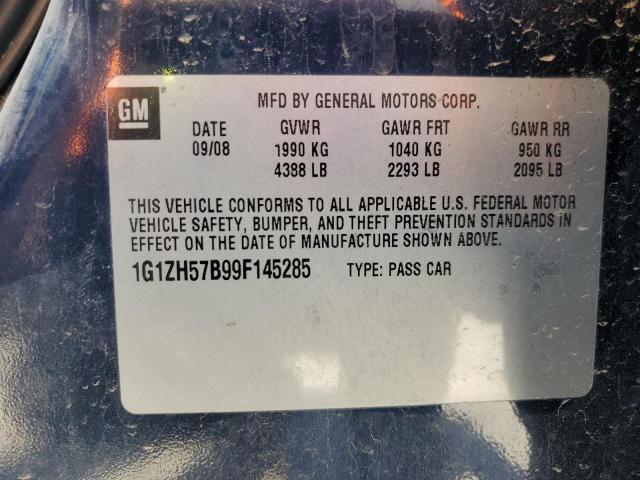 GM
MFD BY GENERAL MOTORS CORP.
DATE GVWR GAWR FRT GAWR RR
09/08 1990 KG 1040 KG 950 KG
4388 LB 2293 LB 2095 LB
THIS VEHICLE CONFORMS TO ALL APPLICABLE U.S. FEDERAL MOTOR
VEHICLE SAFETY, BUMPER, AND THEFT PREVENTION STANDARDS IN
EFFECT ON THE DATE OF MANUFACTURE SHOWN ABOVE.
1G1ZH57B99F145285 TYPE: PASS CAR